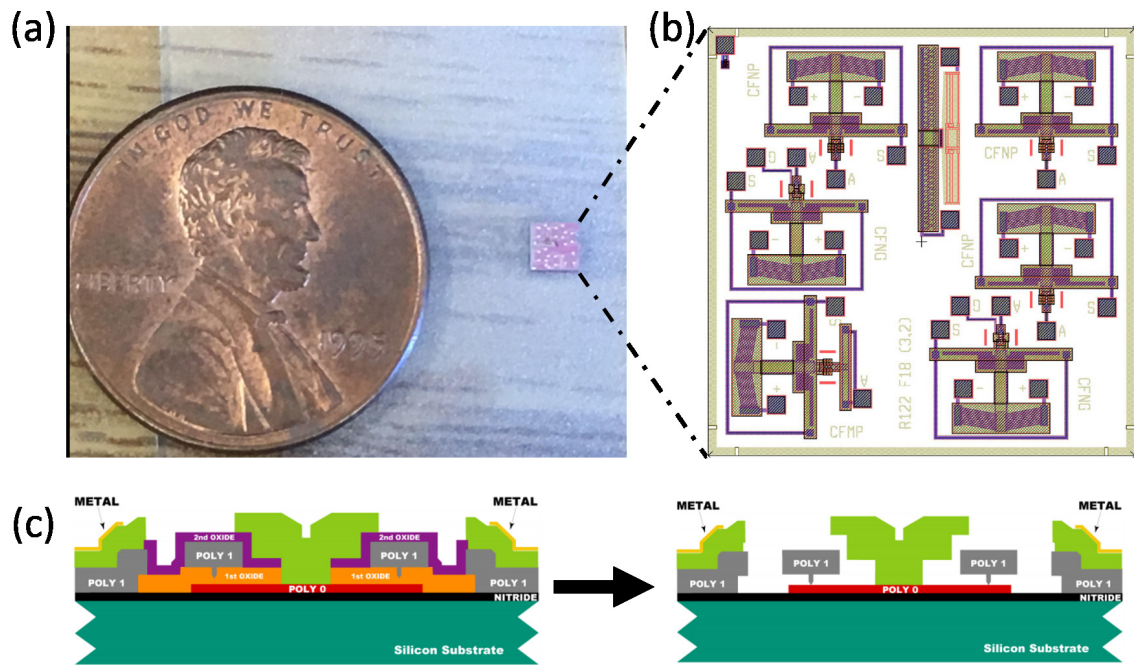 (a)
IN GOD WE TRUST
LIBERTY
1995
(b)
CFNP
+ -
S
A
+ -
CFNP
S
A
G A
S
+ -
CFNG
CFNP
+ -
S
A
G A
S
+ -
CFNG
S
-
+
A
CFMP
R122 F18 (3,2)
(c)
METAL
METAL
2nd OXIDE
2nd OXIDE
POLY 1
POLY 1
POLY 1
1st OXIDE
1st OXIDE
POLY 1
POLY 0
NITRIDE
Silicon Substrate
METAL
METAL
POLY 1
POLY 1
POLY 1
POLY 1
POLY 0
NITRIDE
Silicon Substrate